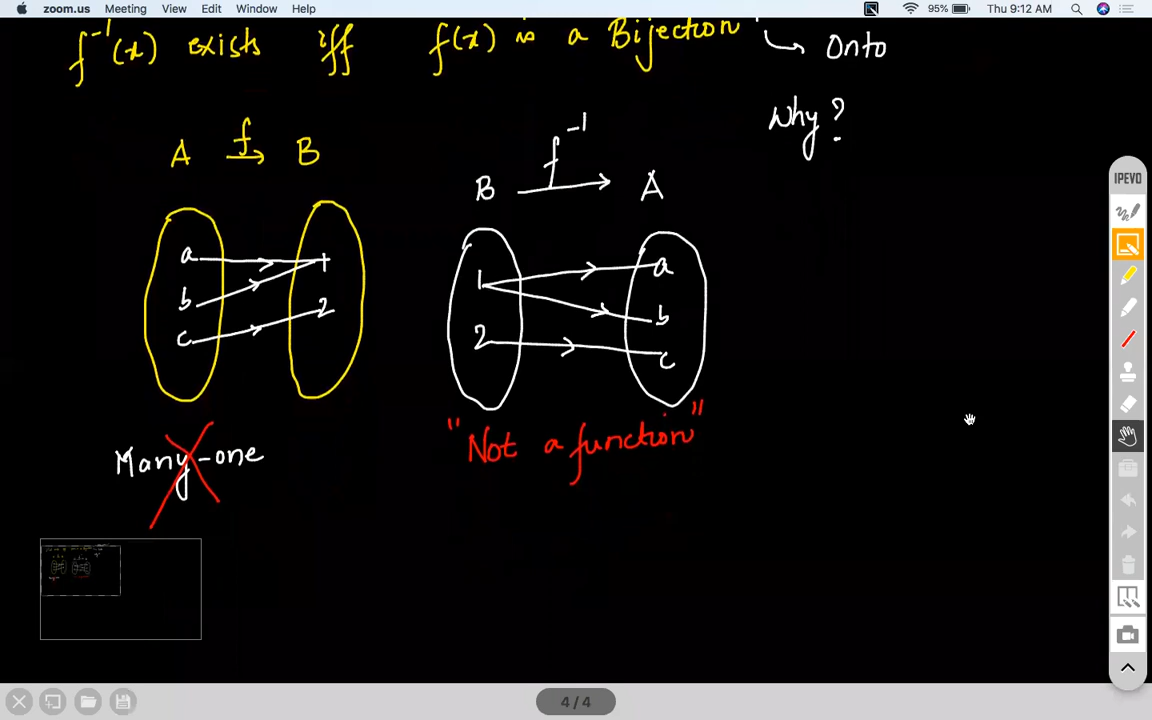 zoom.us Meeting View Edit Window Help 95% Thu 9:12 AM
f⁻¹(x) exists iff f(x) is a Bijection
Onto
Why?
A f B
B f⁻¹ A
a
b
c
1
2
1
2
a
b
c
Many-one
"Not a function"
IPEVO
4 / 4